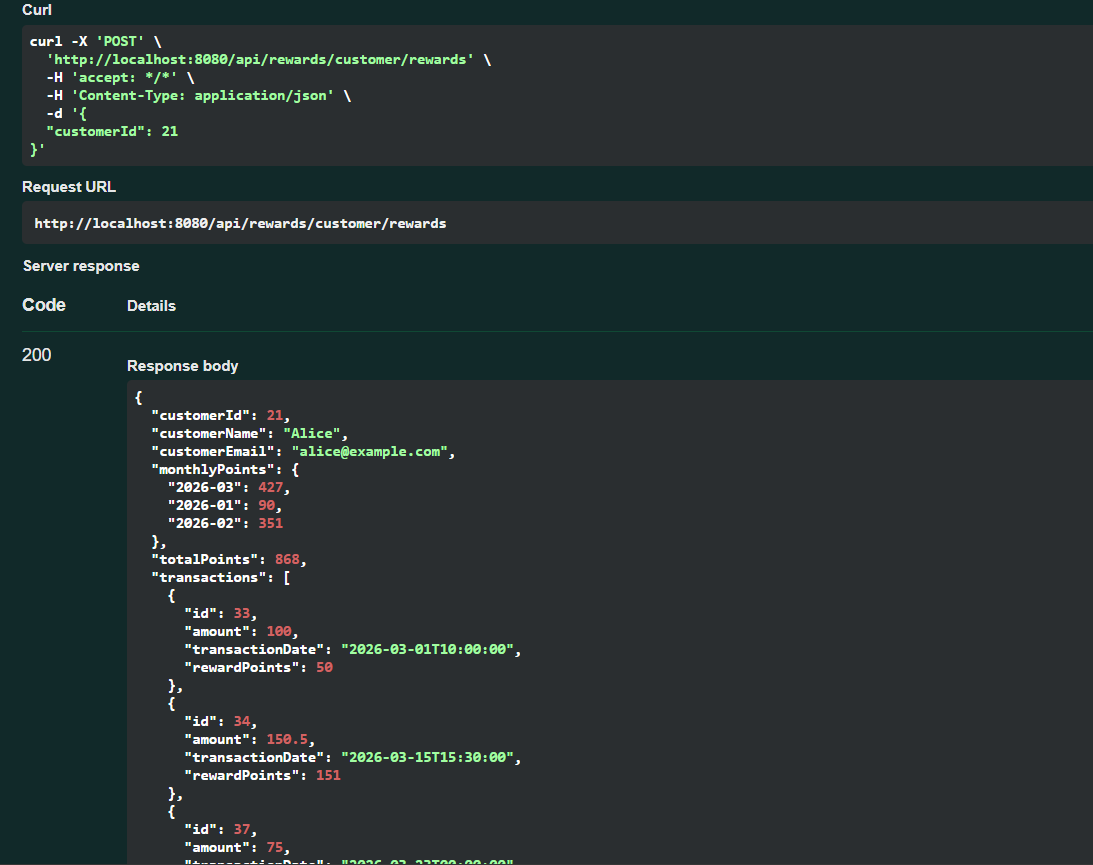 Curl
curl -X 'POST' \
  'http://localhost:8080/api/rewards/customer/rewards' \
  -H 'accept: */*' \
  -H 'Content-Type: application/json' \
  -d '{
  "customerId": 21
}'
Request URL
http://localhost:8080/api/rewards/customer/rewards
Server response
Code Details
200
Response body
{
  "customerId": 21,
  "customerName": "Alice",
  "customerEmail": "alice@example.com",
  "monthlyPoints": {
    "2026-03": 427,
    "2026-01": 90,
    "2026-02": 351
  },
  "totalPoints": 868,
  "transactions": [
    {
      "id": 33,
      "amount": 100,
      "transactionDate": "2026-03-01T10:00:00",
      "rewardPoints": 50
    },
    {
      "id": 34,
      "amount": 150.5,
      "transactionDate": "2026-03-15T15:30:00",
      "rewardPoints": 151
    },
    {
      "id": 37,
      "amount": 75,